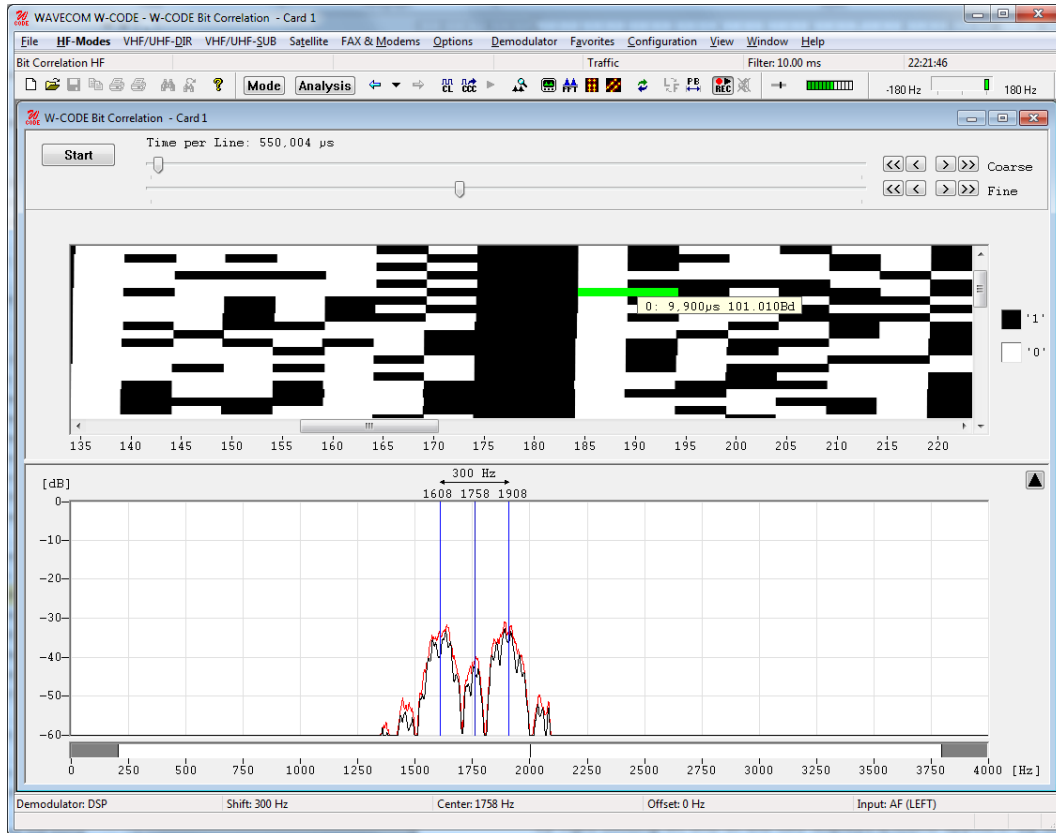 WAVECOM W-CODE - W-CODE Bit Correlation - Card 1
File HF-Modes VHF/UHF-DIR VHF/UHF-SUB Satellite FAX & Modems Options Demodulator Favorites Configuration View Window Help
Bit Correlation HF Traffic Filter: 10.00 ms 22:21:46
Mode Analysis CL CCC REC PB -180 Hz 180 Hz
W-CODE Bit Correlation - Card 1
Start
Time per Line: 550,004 µs
<< < > >> Coarse
<< < > >> Fine
0: 9,900µs 101.010Bd
'1'
'0'
135 140 145 150 155 160 165 170 175 180 185 190 195 200 205 210 215 220
[dB]
300 Hz
1608 1758 1908
0
-10
-20
-30
-40
-50
-60
0 250 500 750 1000 1250 1500 1750 2000 2250 2500 2750 3000 3250 3500 3750 4000 [Hz]
Demodulator: DSP Shift: 300 Hz Center: 1758 Hz Offset: 0 Hz Input: AF (LEFT)